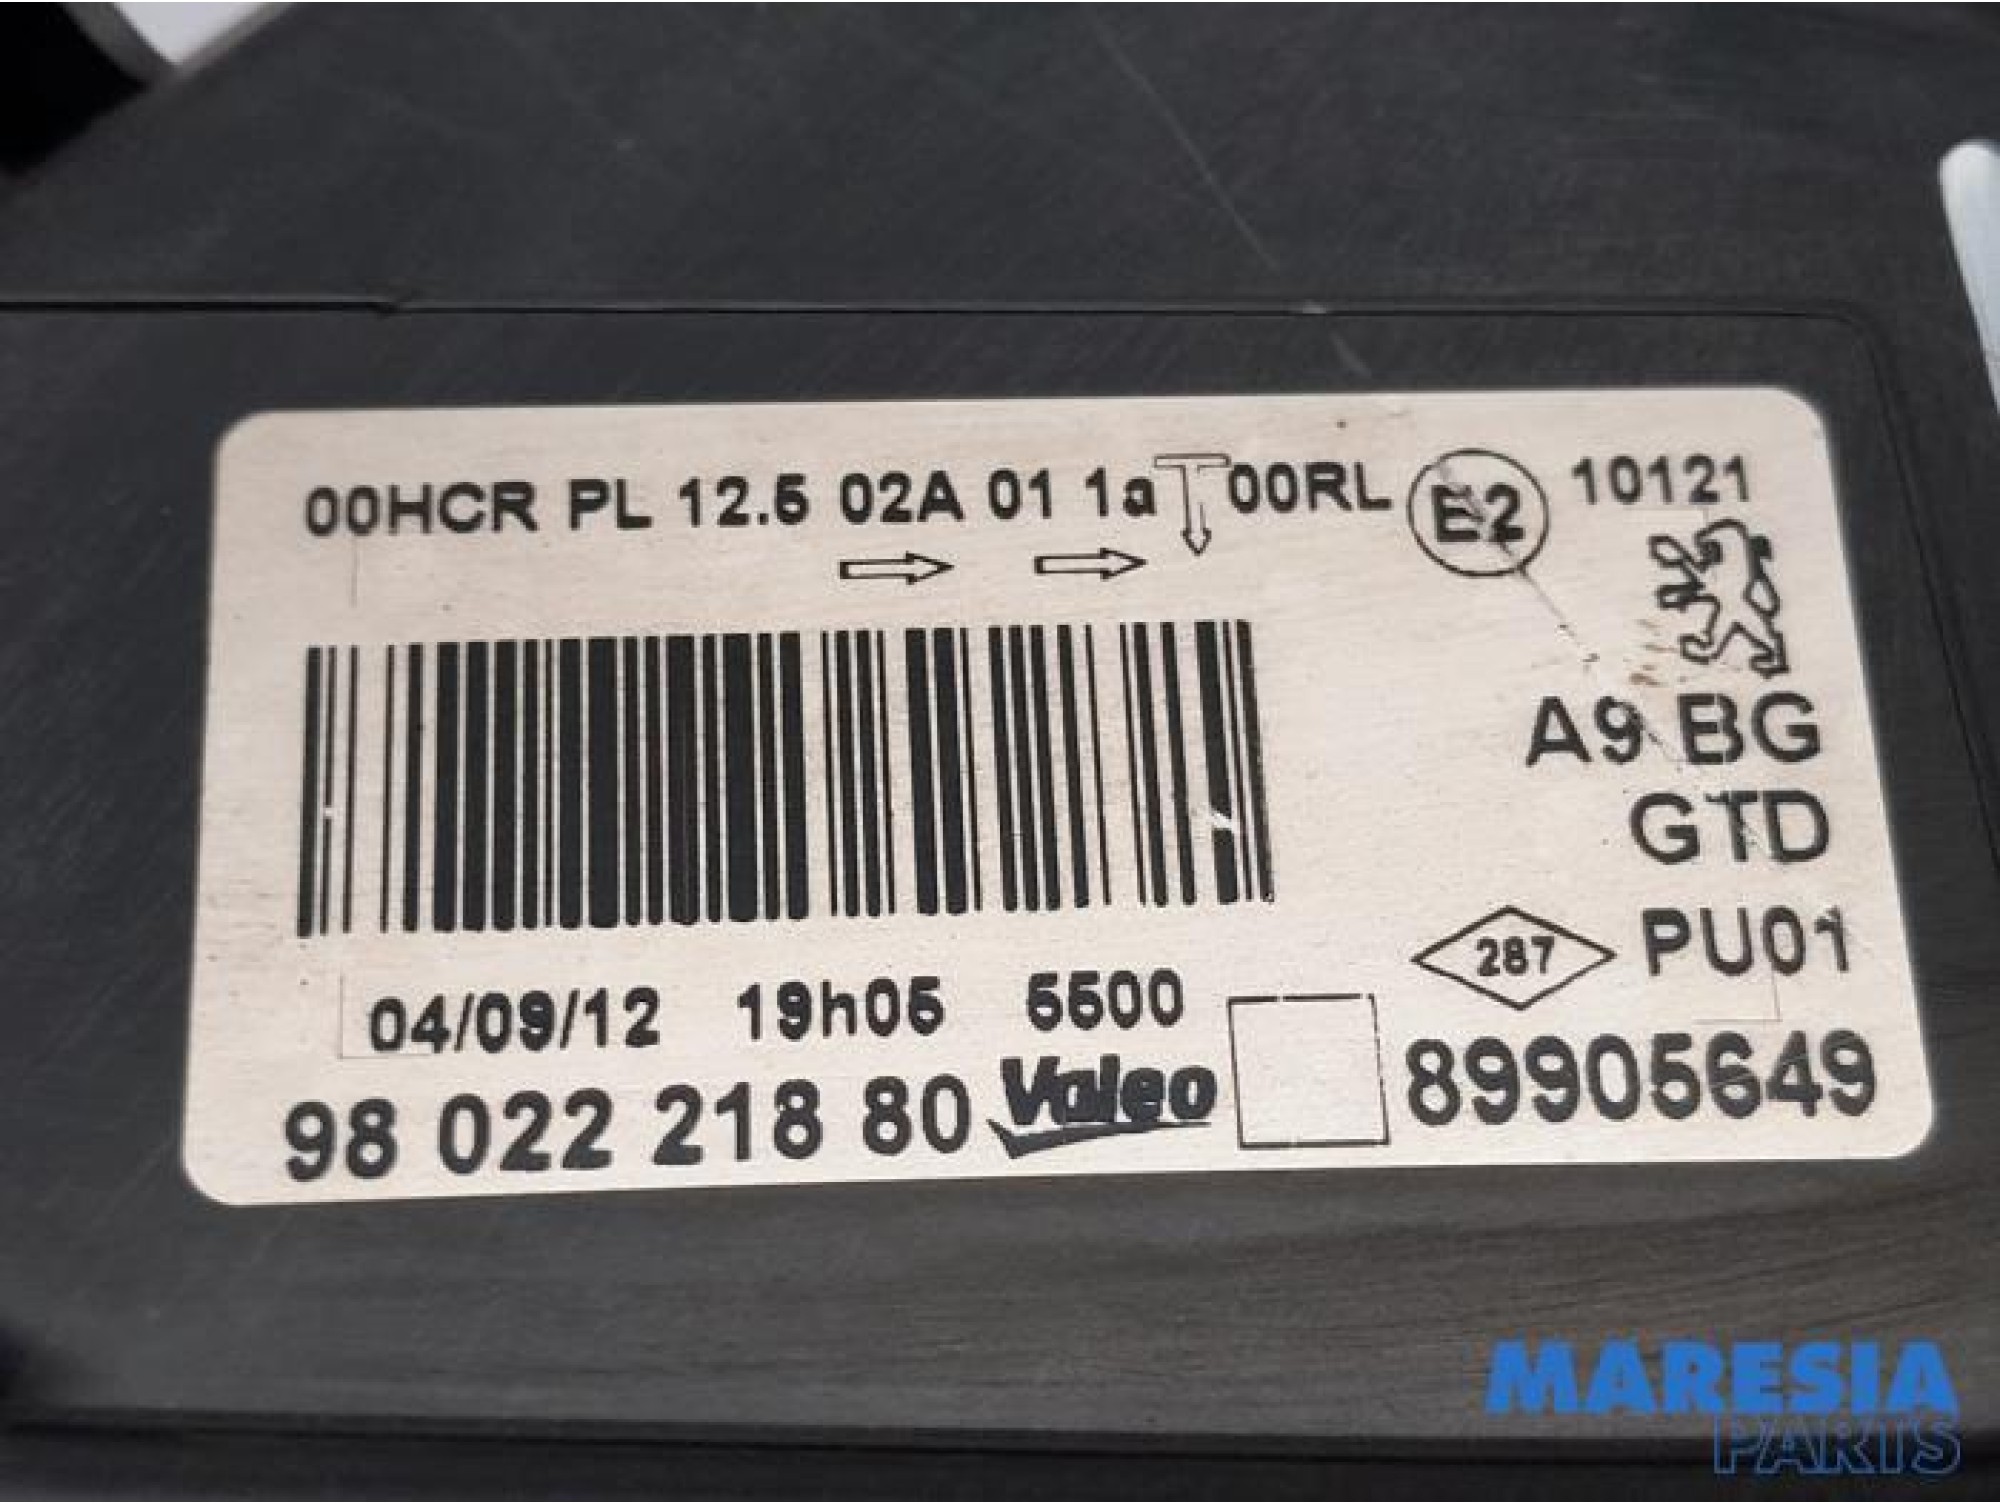 00HCR PL 12.5 02A 01 1a 00RL E2 10121
A9 BG
GTD
287 PU01
04/09/12 19h05 5500
98 022 218 80 Valeo 89905649
MARESIA
PARTS